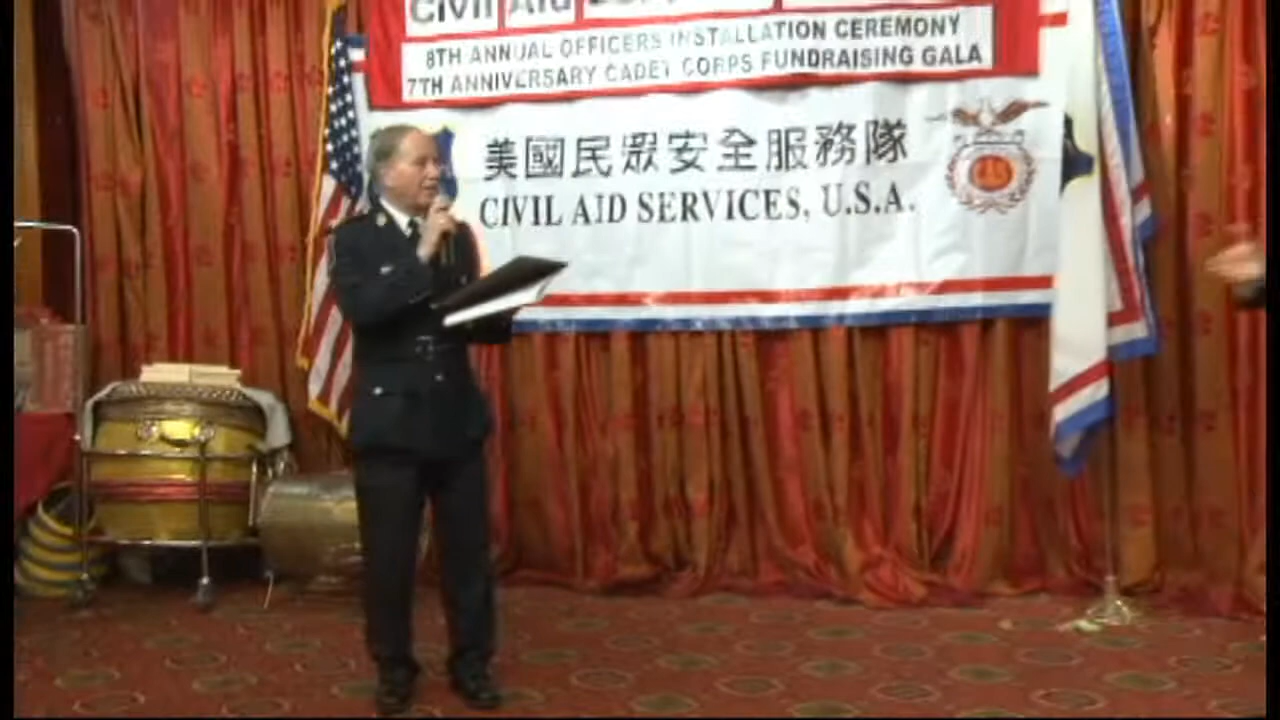 Civil Aid
8TH ANNUAL OFFICERS INSTALLATION CEREMONY
7TH ANNIVERSARY CADET CORPS FUNDRAISING GALA
美國民眾安全服務隊
CIVIL AID SERVICES, U.S.A.